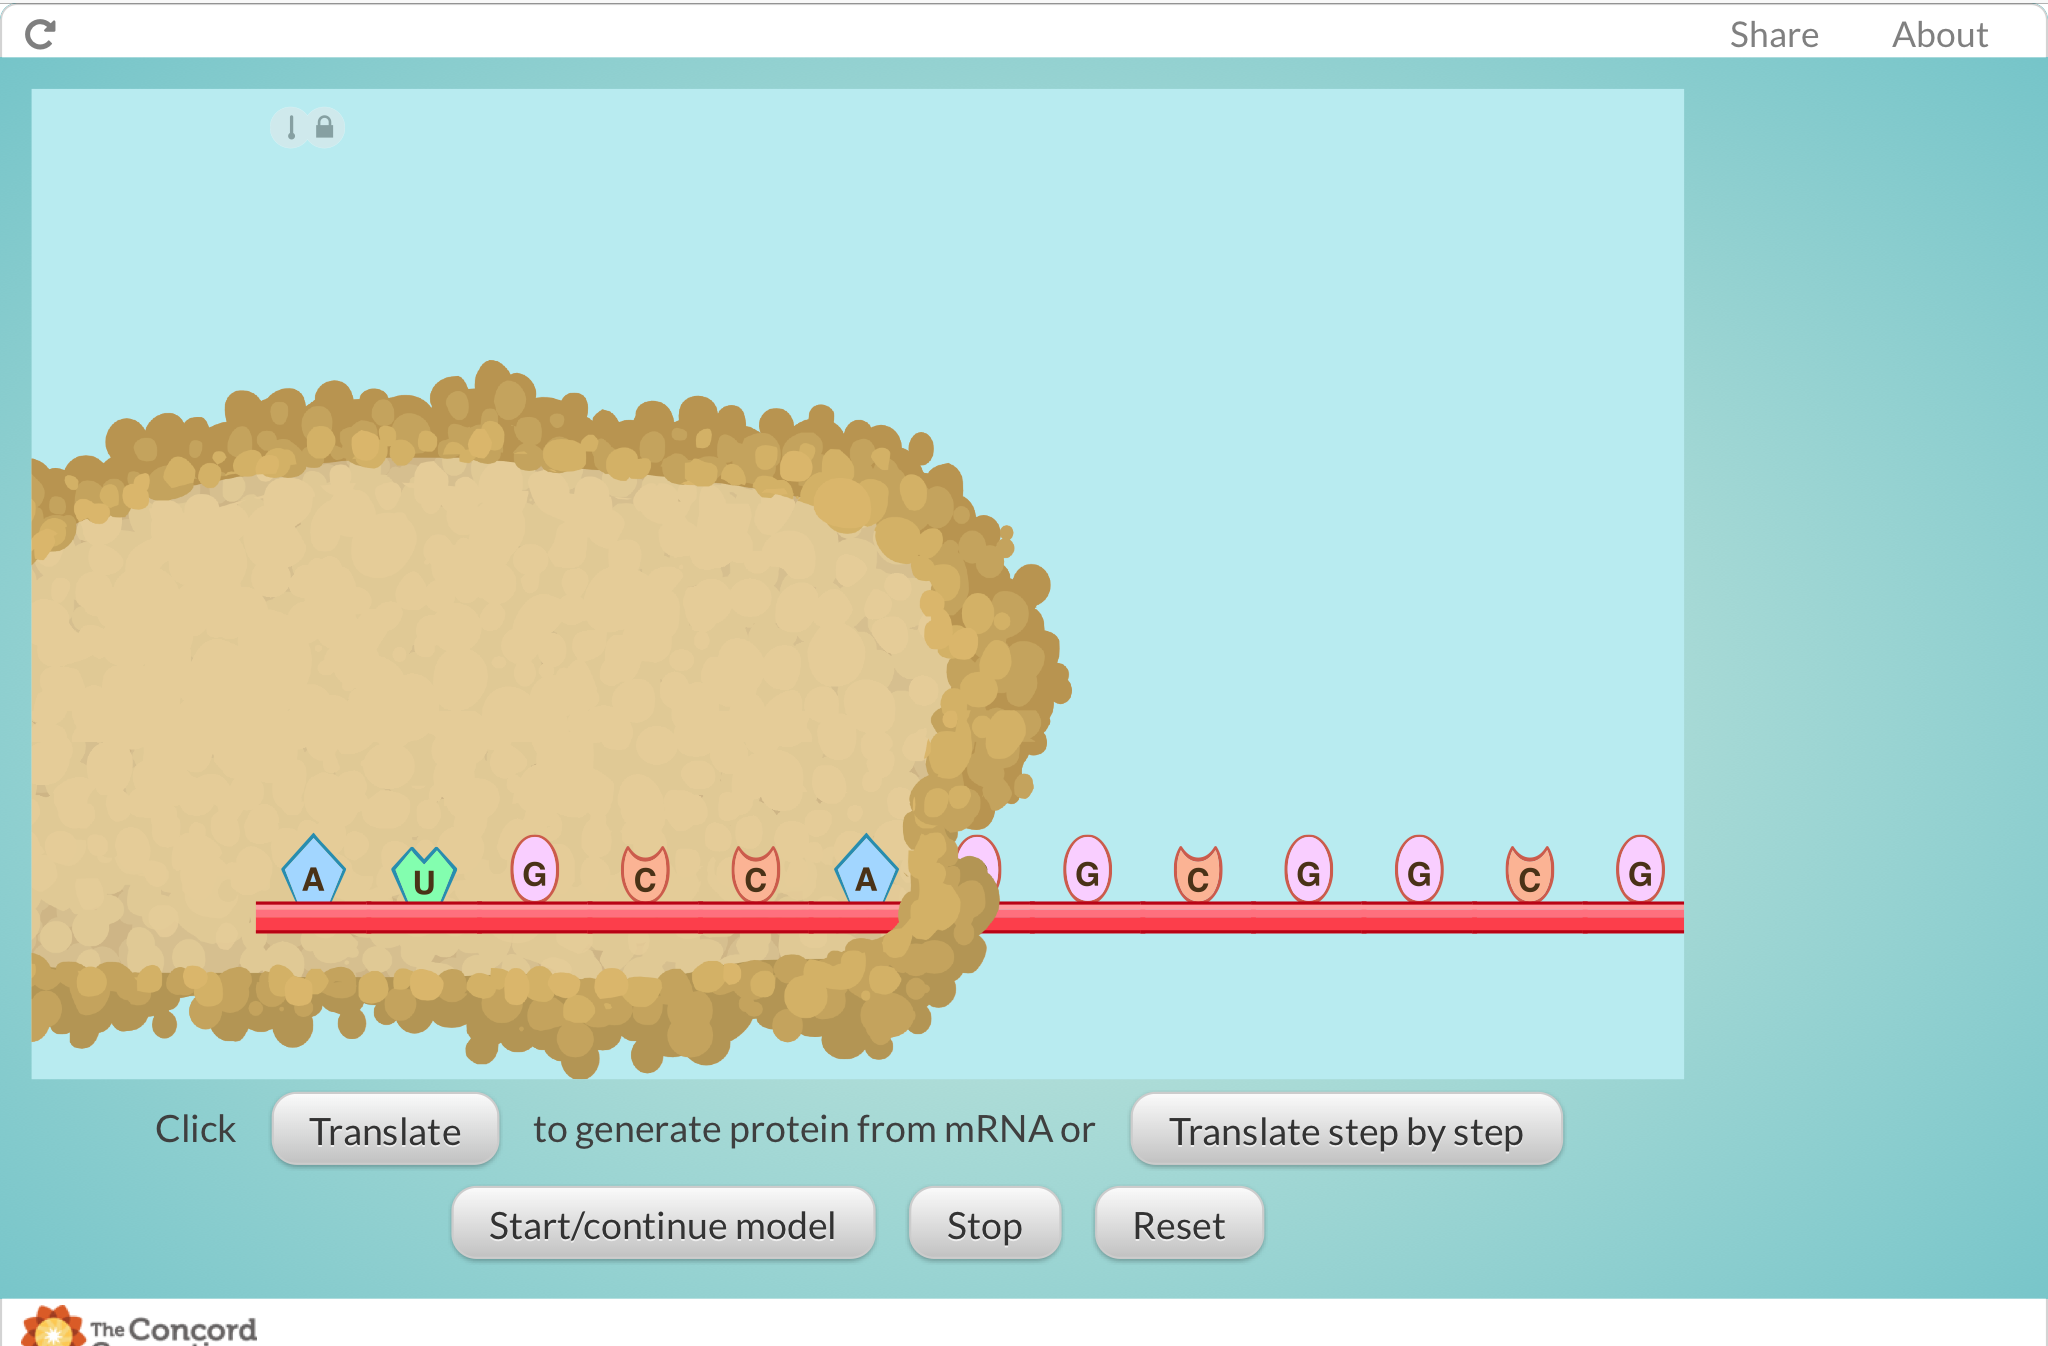 Share About
A U G C C A G C G G C G
Click Translate to generate protein from mRNA or Translate step by step
Start/continue model Stop Reset
The Concord